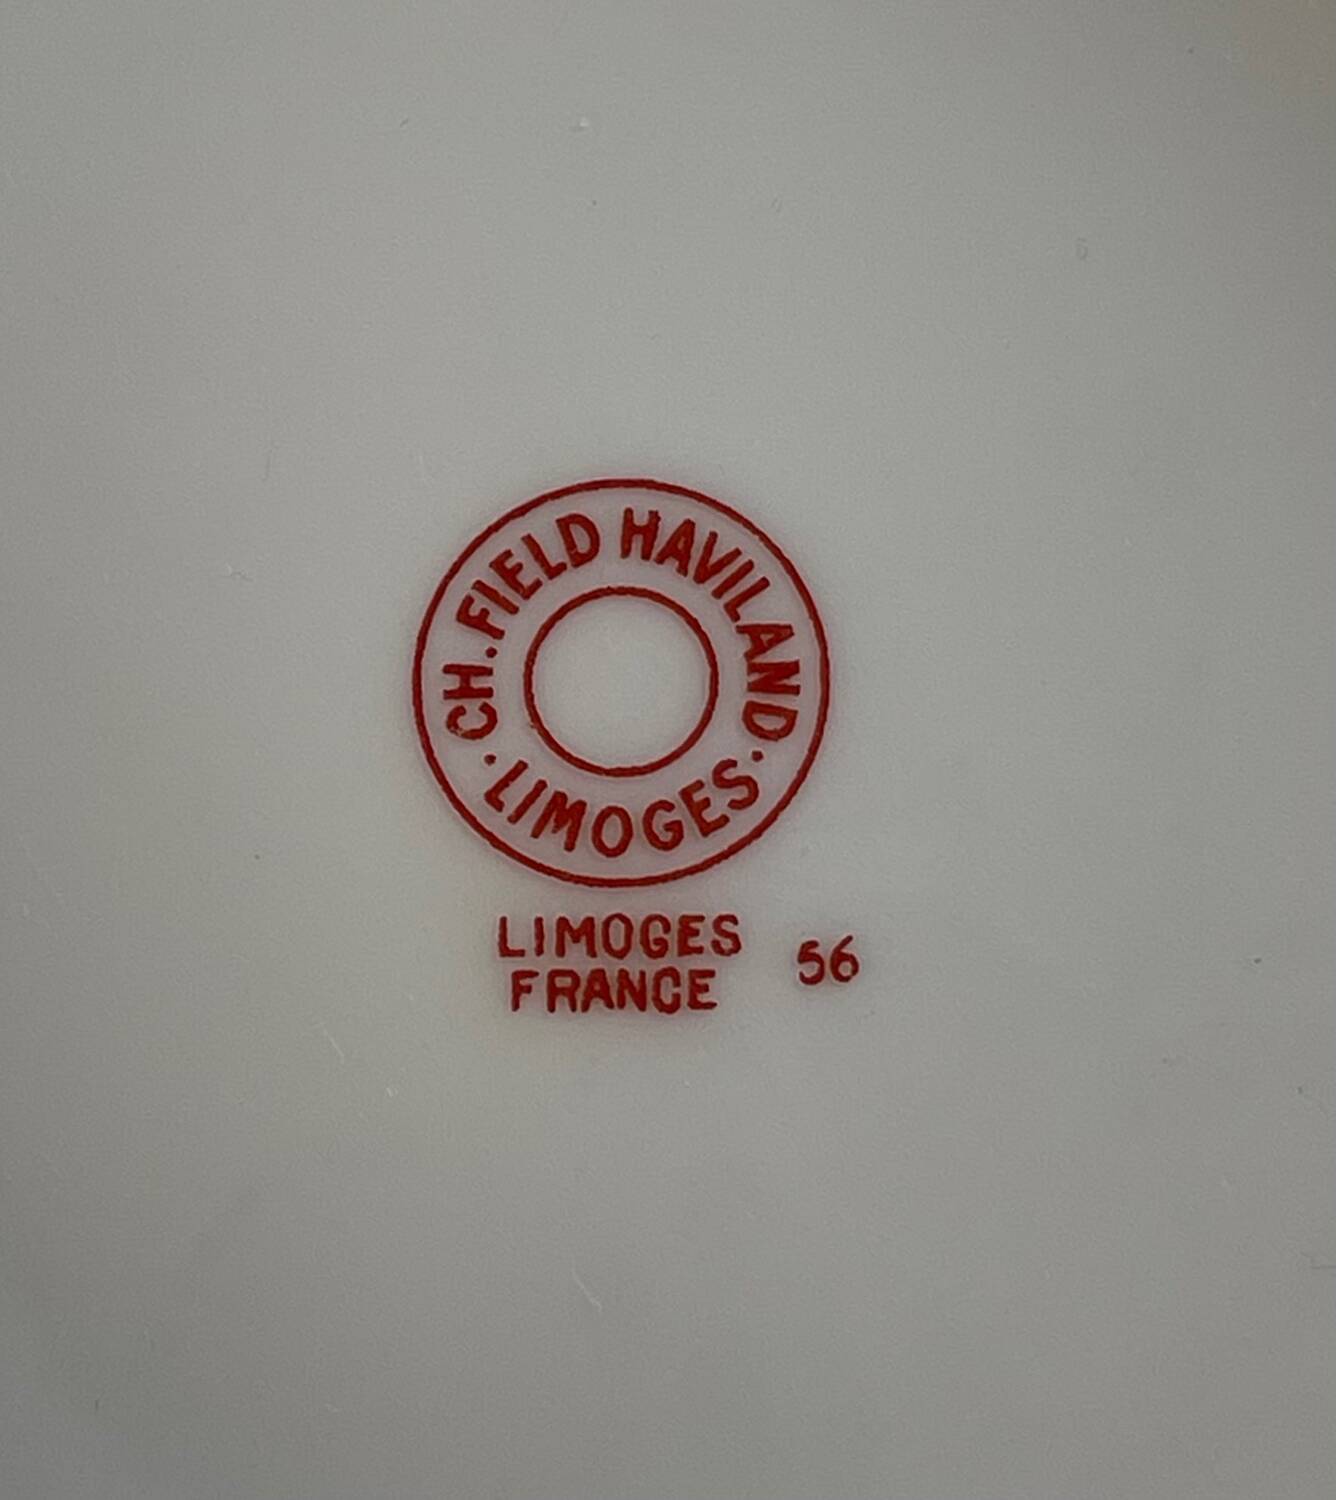 CH. FIELD HAVILAND
· LIMOGES ·
LIMOGES
FRANCE
56